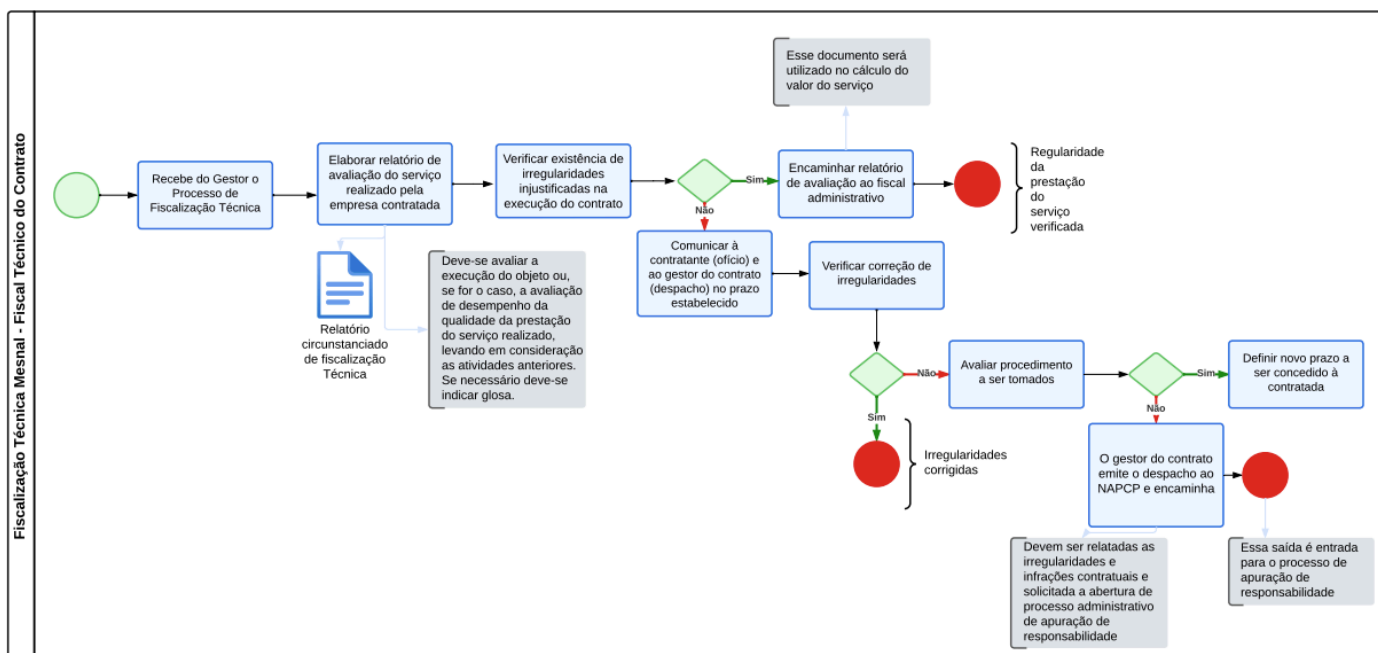 Fiscalização Técnica Mesnal - Fiscal Técnico do Contrato
Recebe do Gestor o
Processo de
Fiscalização Técnica
Elaborar relatório de
avaliação do serviço
realizado pela
empresa contratada
Verificar existência de
irregularidades
injustificadas na
execução do contrato
Sim
Não
Encaminhar relatório
de avaliação ao fiscal
administrativo
Esse documento será
utilizado no cálculo do
valor do serviço
Regularidade
da
prestação
do
serviço
verificada
Relatório
circunstanciado
de fiscalização
Técnica
Deve-se avaliar a
execução do objeto ou,
se for o caso, a avaliação
de desempenho da
qualidade da prestação
do serviço realizado,
levando em consideração
as atividades anteriores.
Se necessário deve-se
indicar glosa.
Comunicar à
contratante (ofício) e
ao gestor do contrato
(despacho) no prazo
estabelecido
Verificar correção de
irregularidades
Não
Sim
Irregularidades
corrigidas
Avaliar procedimento
a ser tomados
Sim
Não
Definir novo prazo a
ser concedido à
contratada
O gestor do contrato
emite o despacho ao
NAPCP e encaminha
Devem ser relatadas as
irregularidades e
infrações contratuais e
solicitada a abertura de
processo administrativo
de apuração de
responsabilidade
Essa saída é entrada
para o processo de
apuração de
responsabilidade